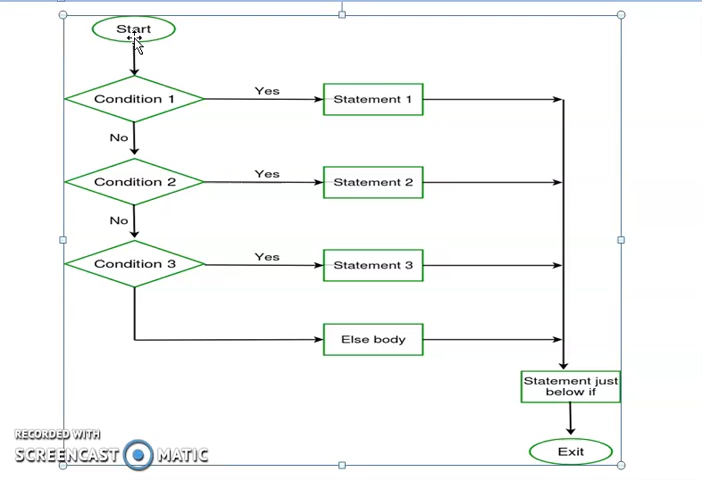 Start
Condition 1
Yes
Statement 1
No
Condition 2
Yes
Statement 2
No
Condition 3
Yes
Statement 3
Else body
Statement just
below if
Exit
RECORDED WITH
SCREENCAST MATIC